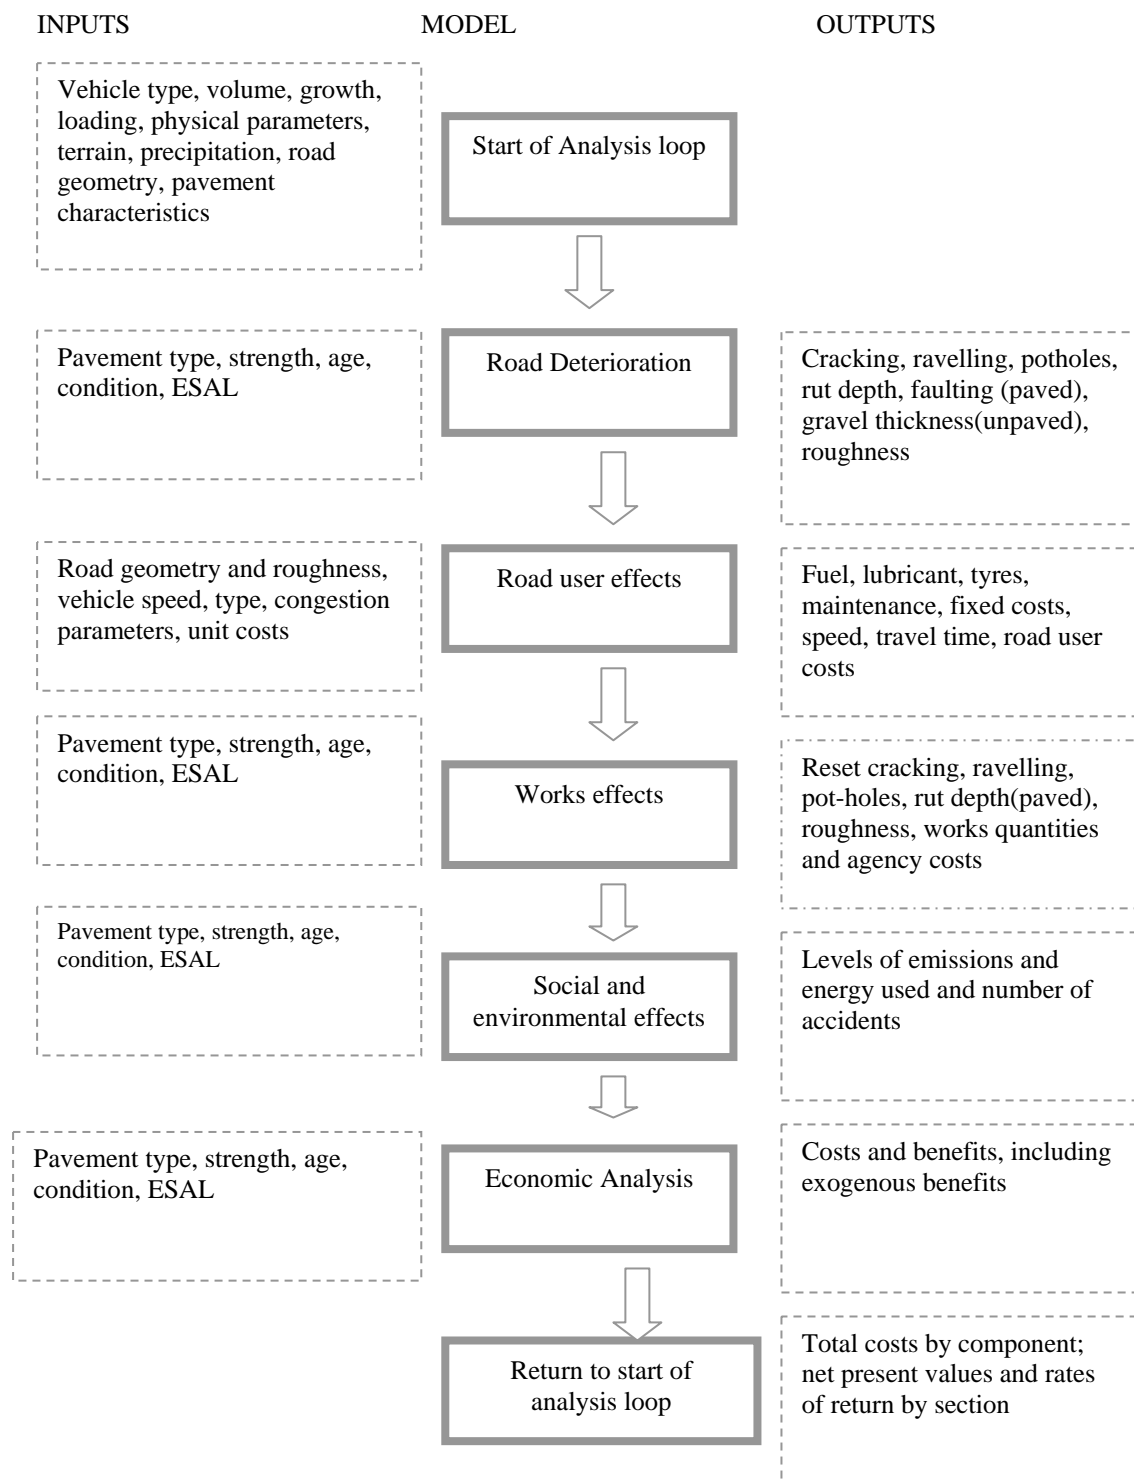 INPUTS
MODEL
OUTPUTS
Vehicle type, volume, growth,
loading, physical parameters,
terrain, precipitation, road
geometry, pavement
characteristics
Start of Analysis loop
Pavement type, strength, age,
condition, ESAL
Road Deterioration
Cracking, ravelling, potholes,
rut depth, faulting (paved),
gravel thickness(unpaved),
roughness
Road geometry and roughness,
vehicle speed, type, congestion
parameters, unit costs
Road user effects
Fuel, lubricant, tyres,
maintenance, fixed costs,
speed, travel time, road user
costs
Pavement type, strength, age,
condition, ESAL
Works effects
Reset cracking, ravelling,
pot-holes, rut depth(paved),
roughness, works quantities
and agency costs
Pavement type, strength, age,
condition, ESAL
Social and
environmental effects
Levels of emissions and
energy used and number of
accidents
Pavement type, strength, age,
condition, ESAL
Economic Analysis
Costs and benefits, including
exogenous benefits
Return to start of
analysis loop
Total costs by component;
net present values and rates
of return by section